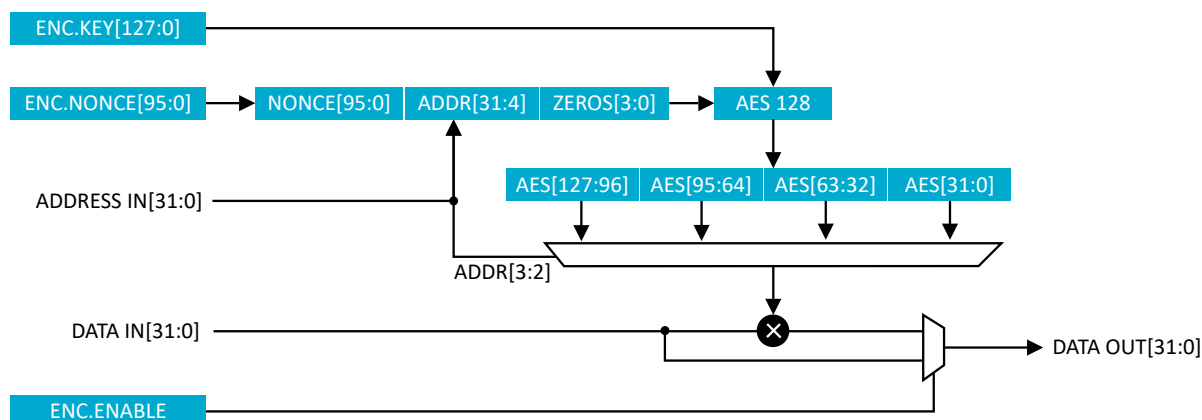 ENC.KEY[127:0]
ENC.NONCE[95:0]
NONCE[95:0]
ADDR[31:4]
ZEROS[3:0]
AES 128
ADDRESS IN[31:0]
AES[127:96]
AES[95:64]
AES[63:32]
AES[31:0]
ADDR[3:2]
DATA IN[31:0]
DATA OUT[31:0]
ENC.ENABLE